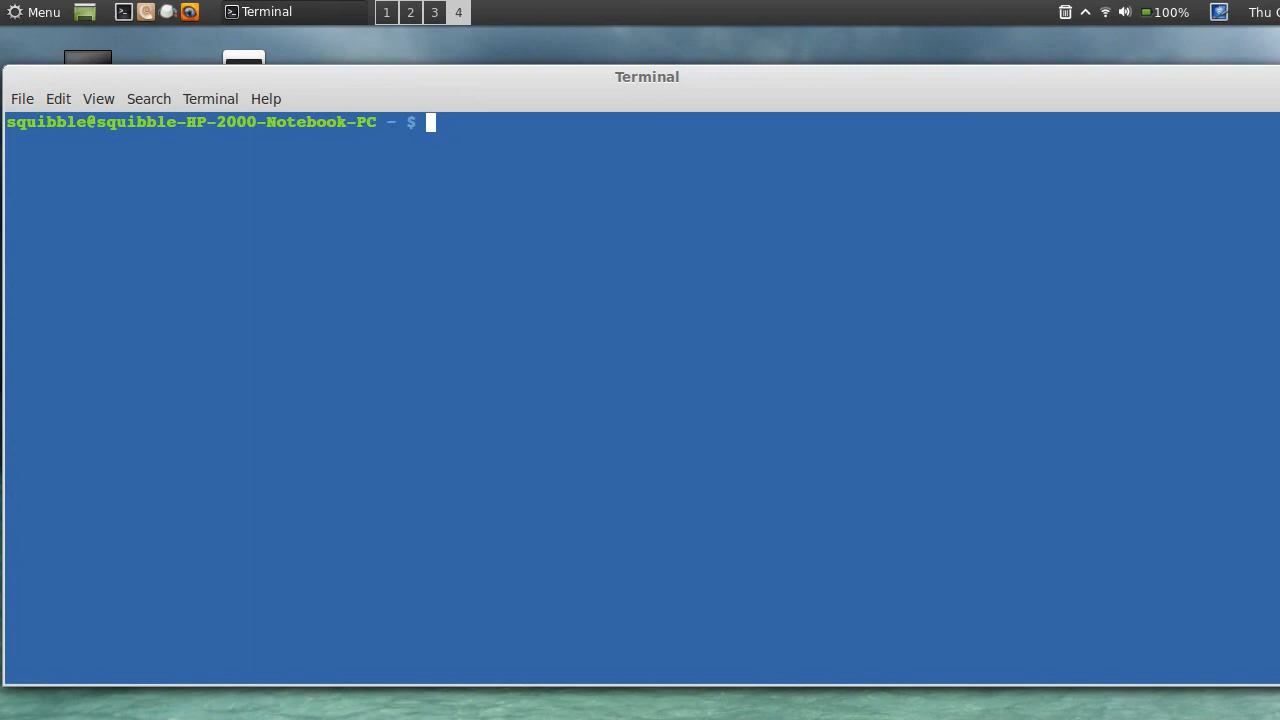 Menu Terminal 1 2 3 4 100% Thu
Terminal
File Edit View Search Terminal Help
squibble@squibble-HP-2000-Notebook-PC ~ $